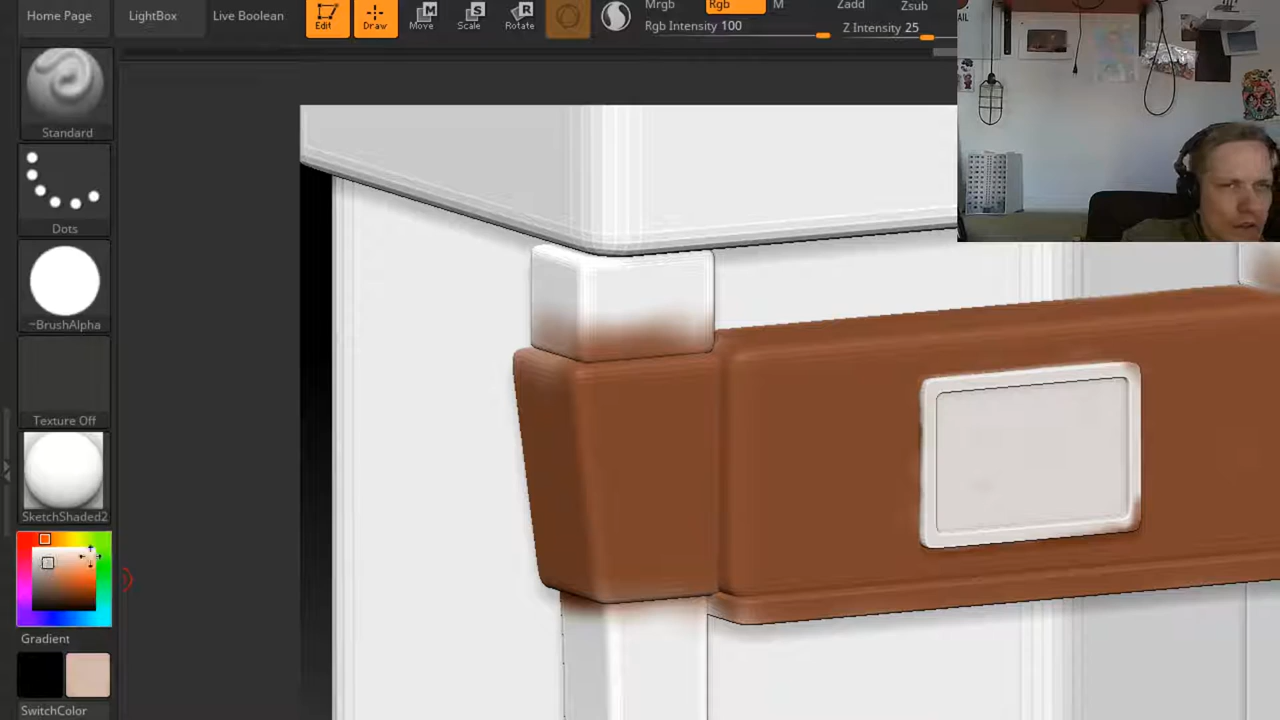 Home Page
LightBox
Live Boolean
Edit
Draw
Move
Scale
Rotate
Mrgb
Rgb
M
Zadd
Zsub
Rgb Intensity 100
Z Intensity 25
Standard
Dots
~BrushAlpha
Texture Off
SketchShaded2
Gradient
SwitchColor